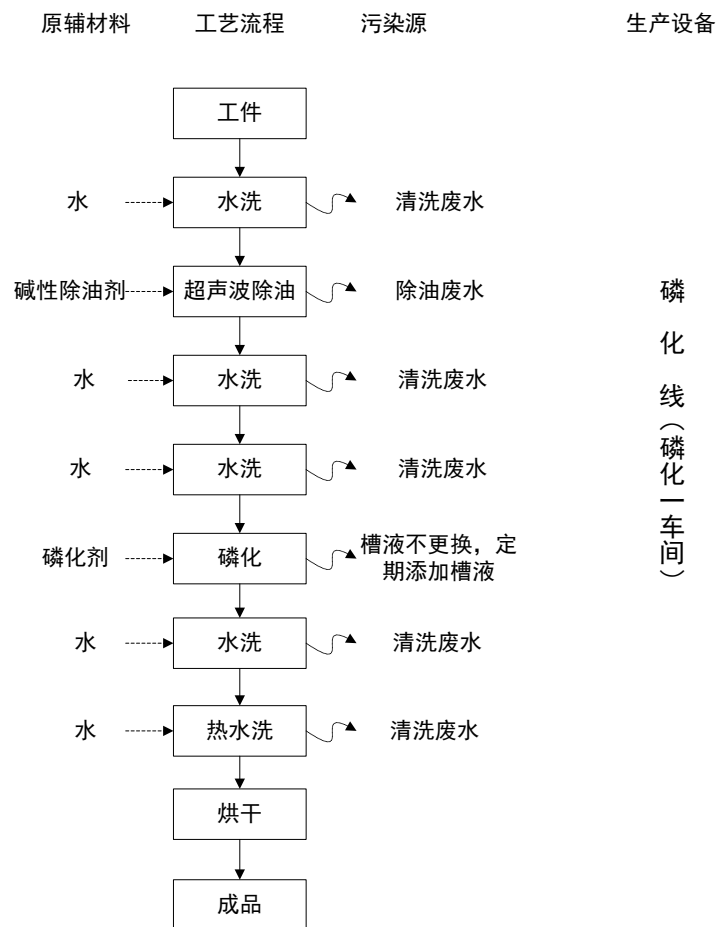 原辅材料 工艺流程 污染源 生产设备
工件
水 水洗 清洗废水
碱性除油剂 超声波除油 除油废水
水 水洗 清洗废水
水 水洗 清洗废水
磷化剂 磷化 槽液不更换，定
期添加槽液
水 水洗 清洗废水
水 热水洗 清洗废水
烘干
成品
磷化线（磷化一车间）